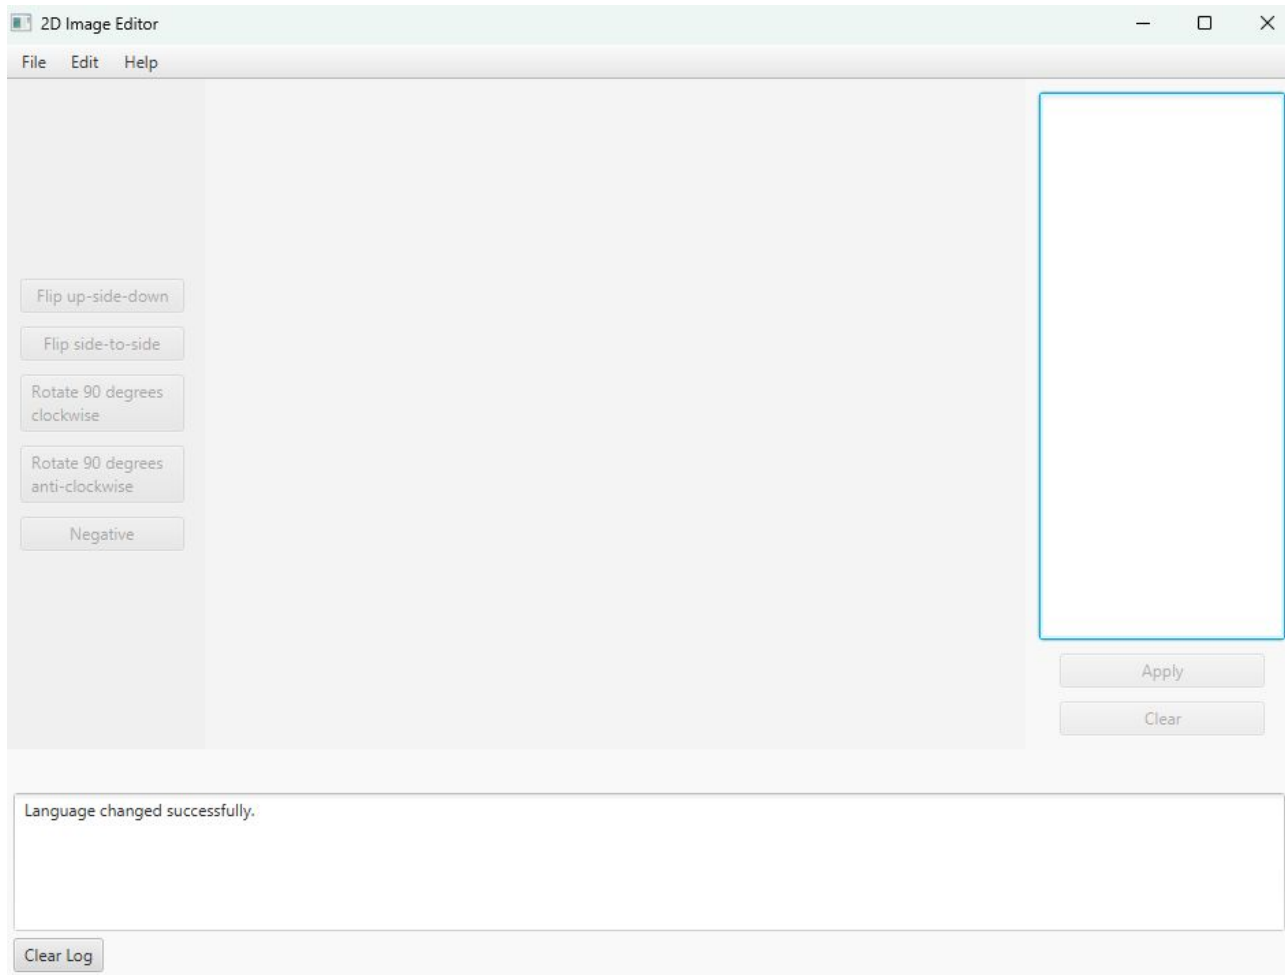 2D Image Editor
File Edit Help
Flip up-side-down
Flip side-to-side
Rotate 90 degrees
clockwise
Rotate 90 degrees
anti-clockwise
Negative
Apply
Clear
Language changed successfully.
Clear Log